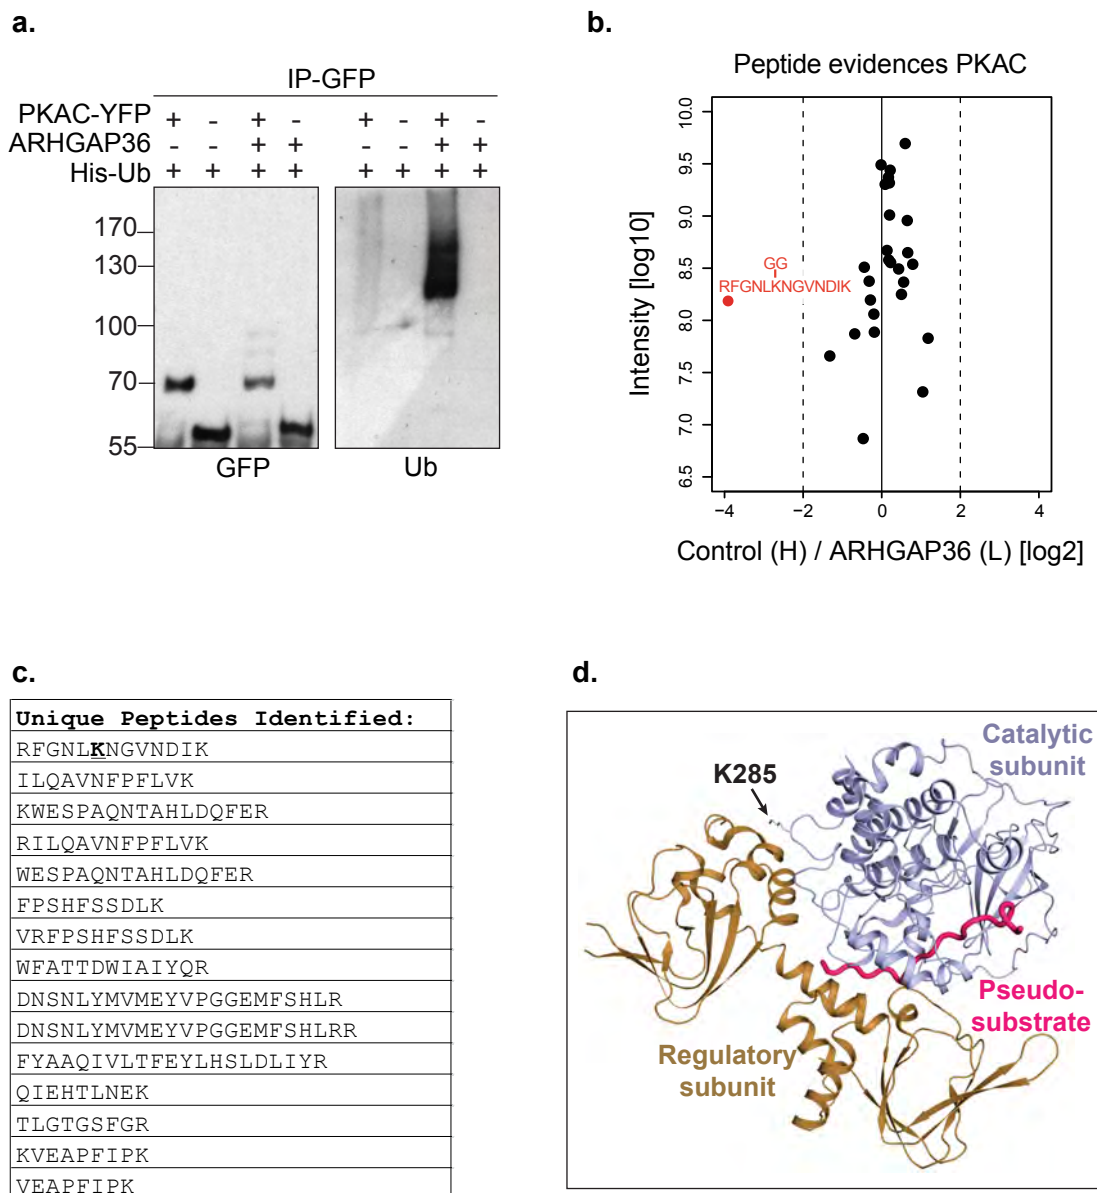 a.
IP-GFP
PKAC-YFP + - + - + - + -
ARHGAP36 - - + + - - + +
His-Ub + + + + + + + +
170
130
100
70
55
GFP
Ub
b.
Peptide evidences PKAC
Intensity [log10]
10.0
9.5
9.0
8.5
8.0
7.5
7.0
6.5
GG
RFGNLKNGVNDIK
−4 −2 0 2 4
Control (H) / ARHGAP36 (L) [log2]
c.
Unique Peptides Identified:
RFGNLKNGVNDIK
ILQAVNFPFLVK
KWESPAQNTAHLDQFER
RILQAVNFPFLVK
WESPAQNTAHLDQFER
FPSHFSSDLK
VRFPSHFSSDLK
WFATTDWIAIYQR
DNSNLYMVMEYVPGGEMFSHLR
DNSNLYMVMEYVPGGEMFSHLRR
FYAAQIVLTFEYLHSLDLIYR
QIEHTLNEK
TLGTGSFGR
KVEAPFIPK
VEAPFIPK
d.
Catalytic
subunit
K285
Pseudo-
substrate
Regulatory
subunit